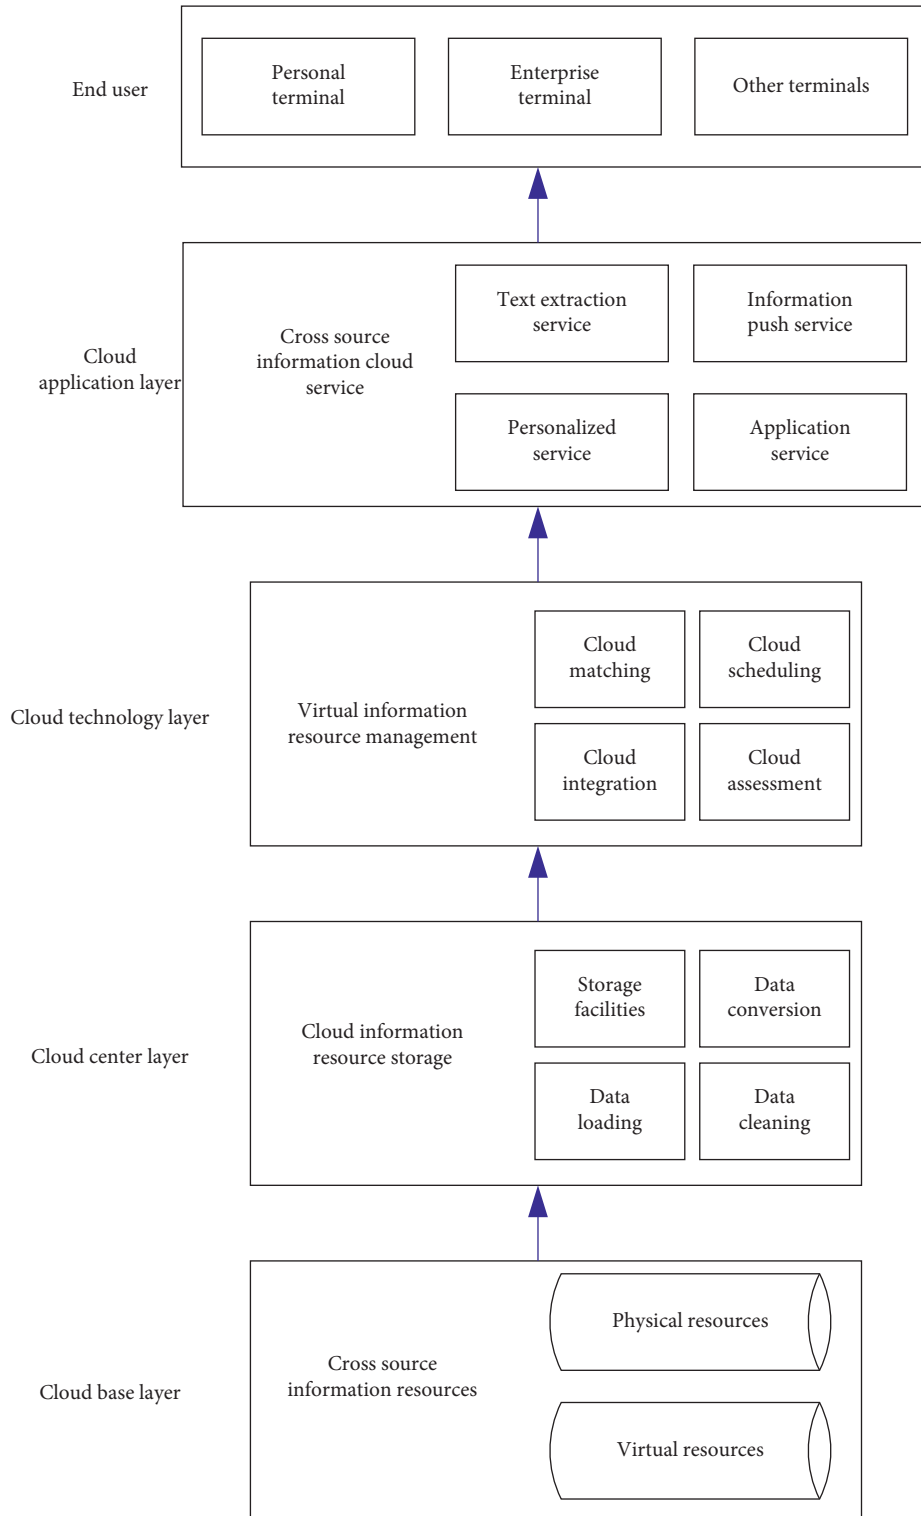 End user
Personal
terminal
Enterprise
terminal
Other terminals
Cloud
application layer
Cross source
information cloud
service
Text extraction
service
Information
push service
Personalized
service
Application
service
Cloud technology layer
Virtual information
resource management
Cloud
matching
Cloud
scheduling
Cloud
integration
Cloud
assessment
Cloud center layer
Cloud information
resource storage
Storage
facilities
Data
conversion
Data
loading
Data
cleaning
Cloud base layer
Cross source
information resources
Physical resources
Virtual resources